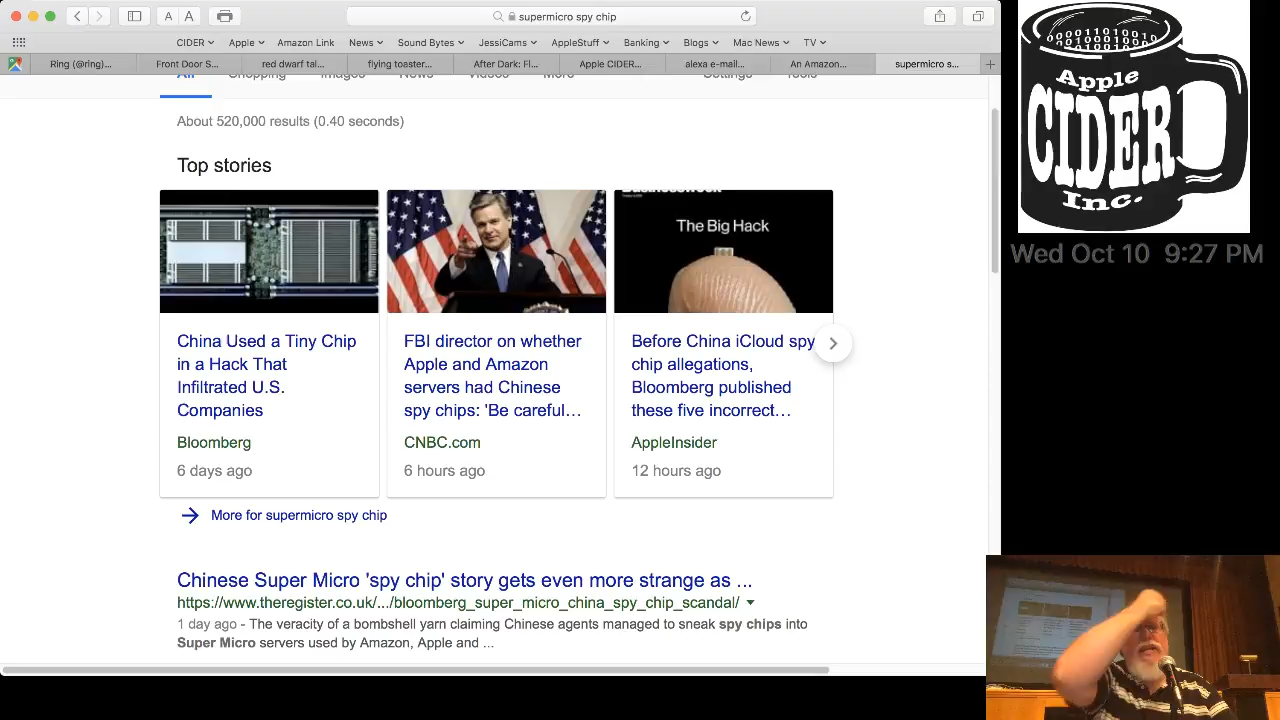 supermicro spy chip
CIDER Apple Amazon Link News Sound Bytes JessiCams AppleStuff Banking Blogs Mac News TV
Ring (@ring)... Front Door S... red dwarf tal... flying toaster... After Dark: Fl... Apple CIDER... alexa e-mail... An Amazon... supermicro s...
All Shopping Images News Videos More Settings Tools
About 520,000 results (0.40 seconds)
Top stories
The Big Hack
China Used a Tiny Chip
in a Hack That
Infiltrated U.S.
Companies
Bloomberg
6 days ago
FBI director on whether
Apple and Amazon
servers had Chinese
spy chips: 'Be careful...
CNBC.com
6 hours ago
Before China iCloud spy
chip allegations,
Bloomberg published
these five incorrect...
AppleInsider
12 hours ago
More for supermicro spy chip
Chinese Super Micro 'spy chip' story gets even more strange as ...
https://www.theregister.co.uk/.../bloomberg_super_micro_china_spy_chip_scandal/
1 day ago - The veracity of a bombshell yarn claiming Chinese agents managed to sneak spy chips into
Super Micro servers used by Amazon, Apple and ...
Apple
CIDER
Inc.
Wed Oct 10 9:27 PM